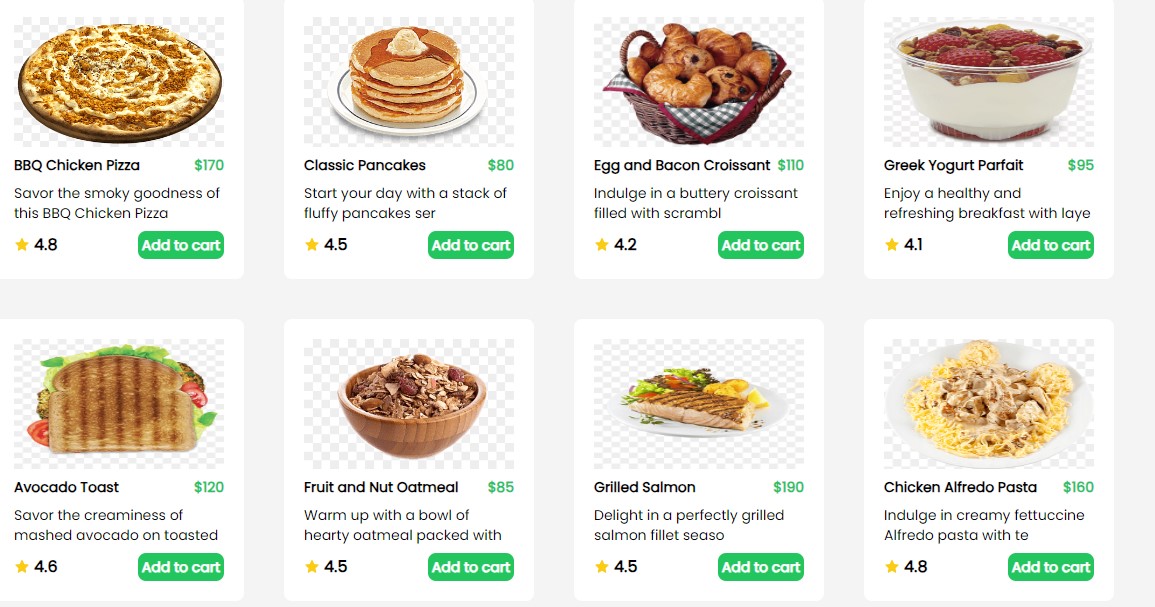 BBQ Chicken Pizza $170
Savor the smoky goodness of
this BBQ Chicken Pizza
4.8 Add to cart
Classic Pancakes $80
Start your day with a stack of
fluffy pancakes ser
4.5 Add to cart
Egg and Bacon Croissant $110
Indulge in a buttery croissant
filled with scrambl
4.2 Add to cart
Greek Yogurt Parfait $95
Enjoy a healthy and
refreshing breakfast with laye
4.1 Add to cart
Avocado Toast $120
Savor the creaminess of
mashed avocado on toasted
4.6 Add to cart
Fruit and Nut Oatmeal $85
Warm up with a bowl of
hearty oatmeal packed with
4.5 Add to cart
Grilled Salmon $190
Delight in a perfectly grilled
salmon fillet seaso
4.5 Add to cart
Chicken Alfredo Pasta $160
Indulge in creamy fettuccine
Alfredo pasta with te
4.8 Add to cart